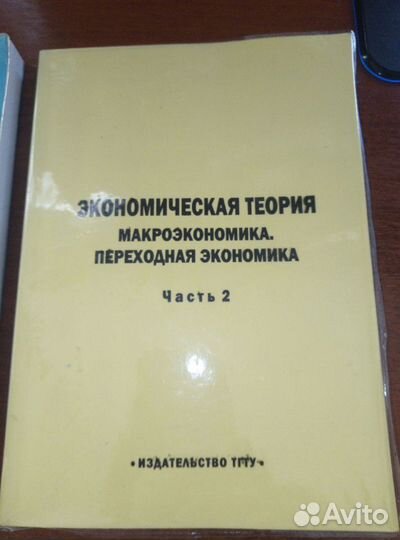 ЭКОНОМИЧЕСКАЯ ТЕОРИЯ
МАКРОЭКОНОМИКА.
ПЕРЕХОДНАЯ ЭКОНОМИКА
Часть 2
• ИЗДАТЕЛЬСТВО ТГТУ •
Avito